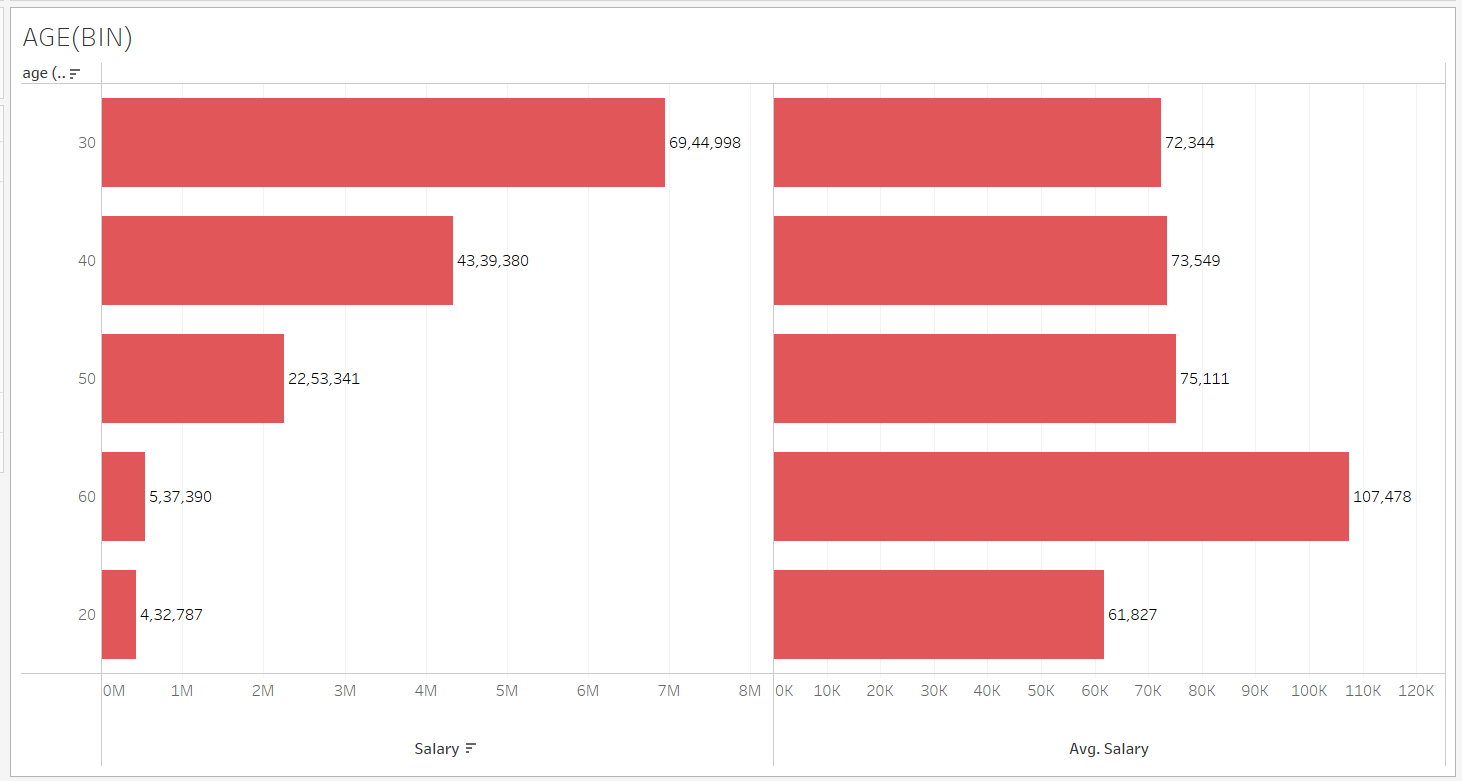 AGE(BIN)
age (..
30 69,44,998 72,344
40 43,39,380 73,549
50 22,53,341 75,111
60 5,37,390 107,478
20 4,32,787 61,827
0M 1M 2M 3M 4M 5M 6M 7M 8M 0K 10K 20K 30K 40K 50K 60K 70K 80K 90K 100K 110K 120K
Salary Avg. Salary